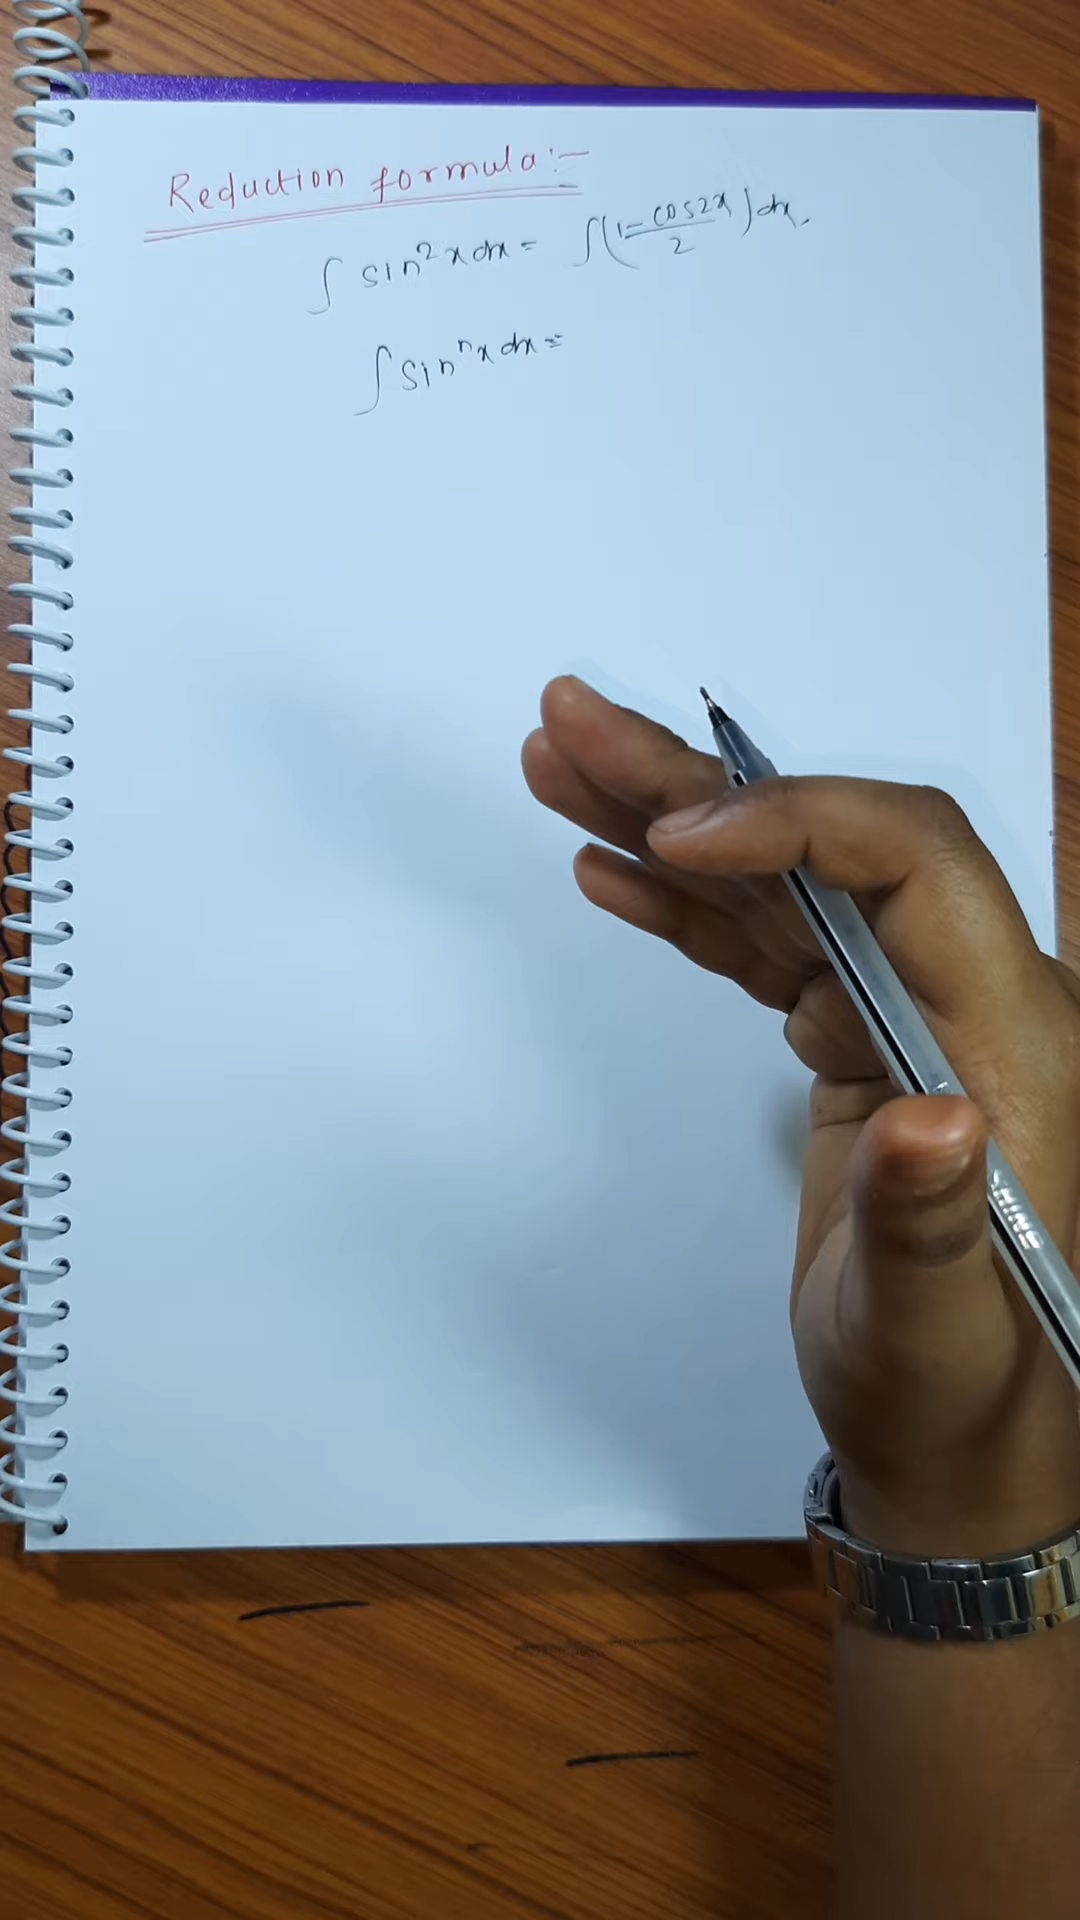 Reduction formula:-
∫ sin²x dx = ∫(1-cos2x/2)dx.
∫ sinⁿx dx =